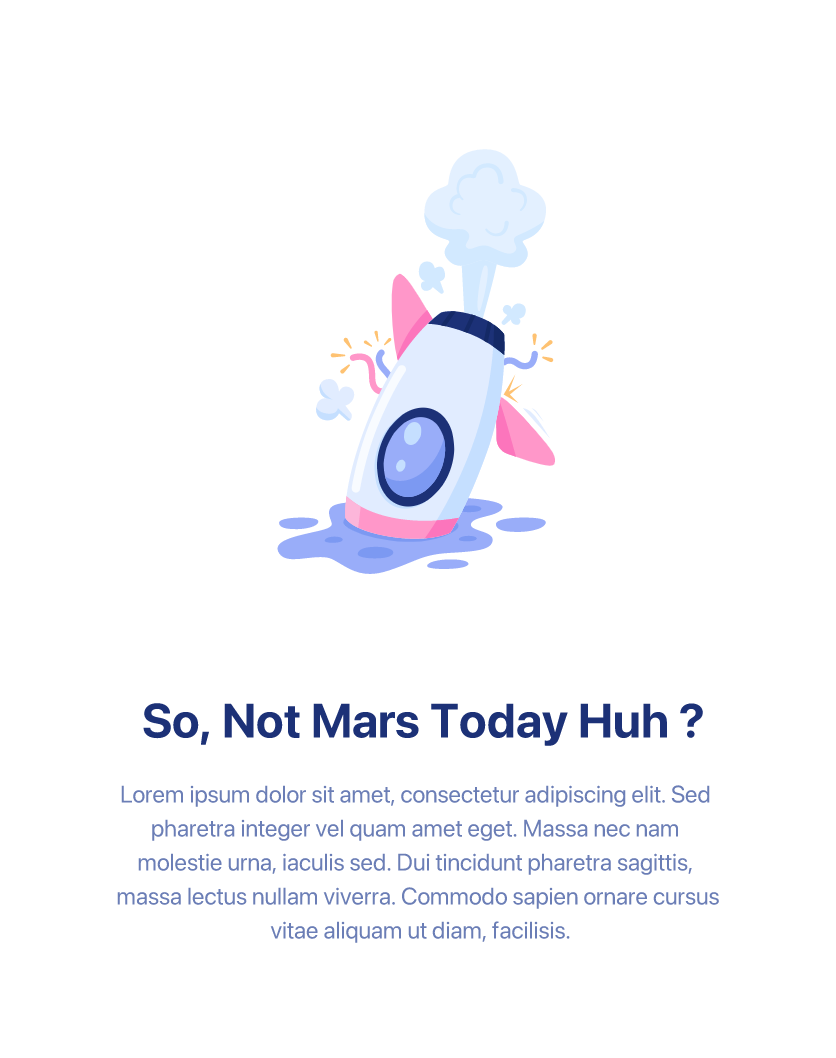 So, Not Mars Today Huh ?
Lorem ipsum dolor sit amet, consectetur adipiscing elit. Sed
pharetra integer vel quam amet eget. Massa nec nam
molestie urna, iaculis sed. Dui tincidunt pharetra sagittis,
massa lectus nullam viverra. Commodo sapien ornare cursus
vitae aliquam ut diam, facilisis.